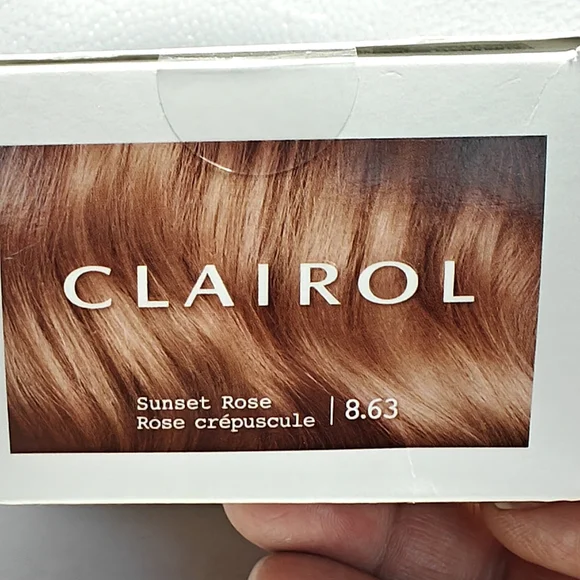 CLAIROL
Sunset Rose
Rose crépuscule | 8.63